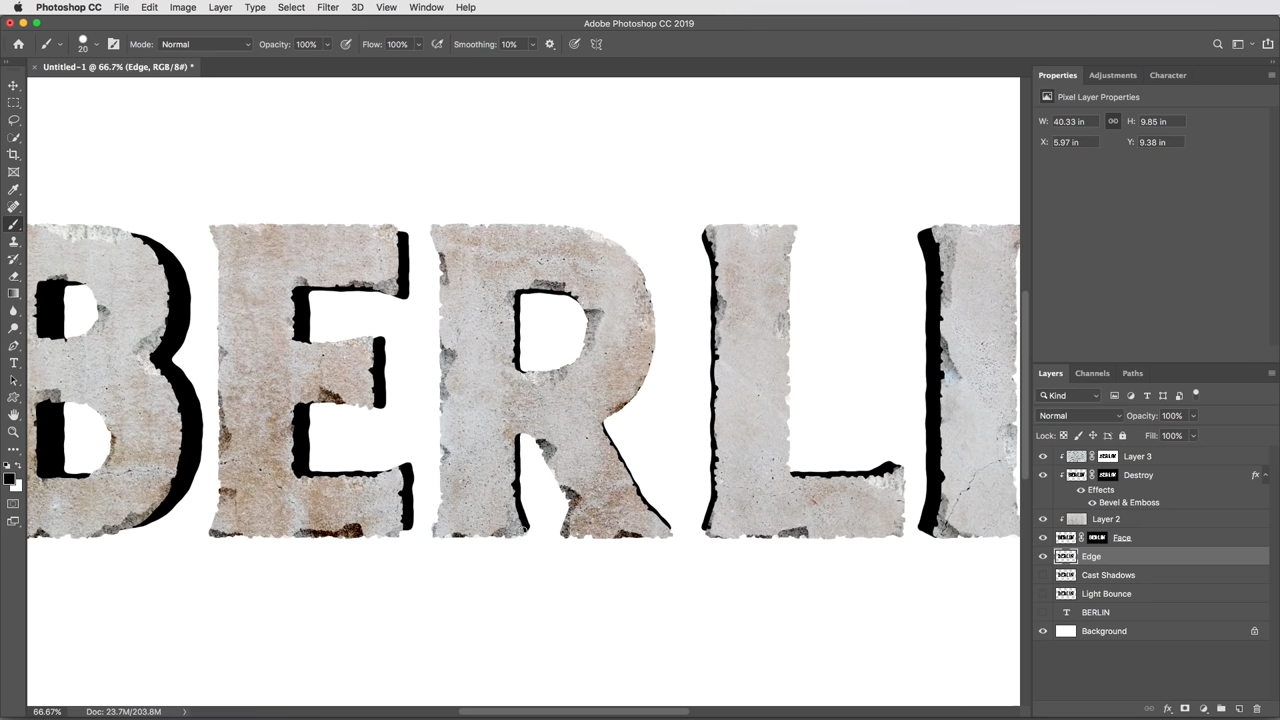 Photoshop CC File Edit Image Layer Type Select Filter 3D View Window Help
Adobe Photoshop CC 2019
20 Mode: Normal Opacity: 100% Flow: 100% Smoothing: 10%
Untitled-1 @ 66.7% (Edge, RGB/8#) *
Properties Adjustments Character
Pixel Layer Properties
W: 40.33 in H: 9.85 in
X: 5.97 in Y: 9.38 in
BERLI
Layers Channels Paths
Kind
Normal Opacity: 100%
Lock: Fill: 100%
Layer 3
Destroy fx
Effects
Bevel & Emboss
Layer 2
Face
Edge
Cast Shadows
Light Bounce
T BERLIN
Background
66.67% Doc: 23.7M/203.8M